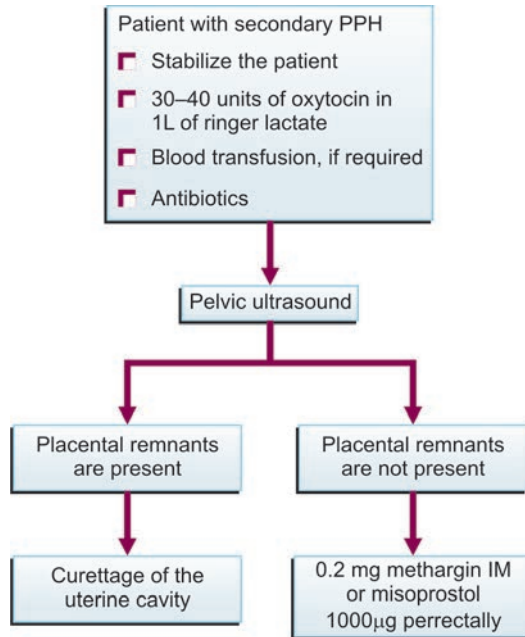 Patient with secondary PPH
Stabilize the patient
30–40 units of oxytocin in
1L of ringer lactate
Blood transfusion, if required
Antibiotics
Pelvic ultrasound
Placental remnants
are present
Placental remnants
are not present
Curettage of the
uterine cavity
0.2 mg methargin IM
or misoprostol
1000µg perrectally